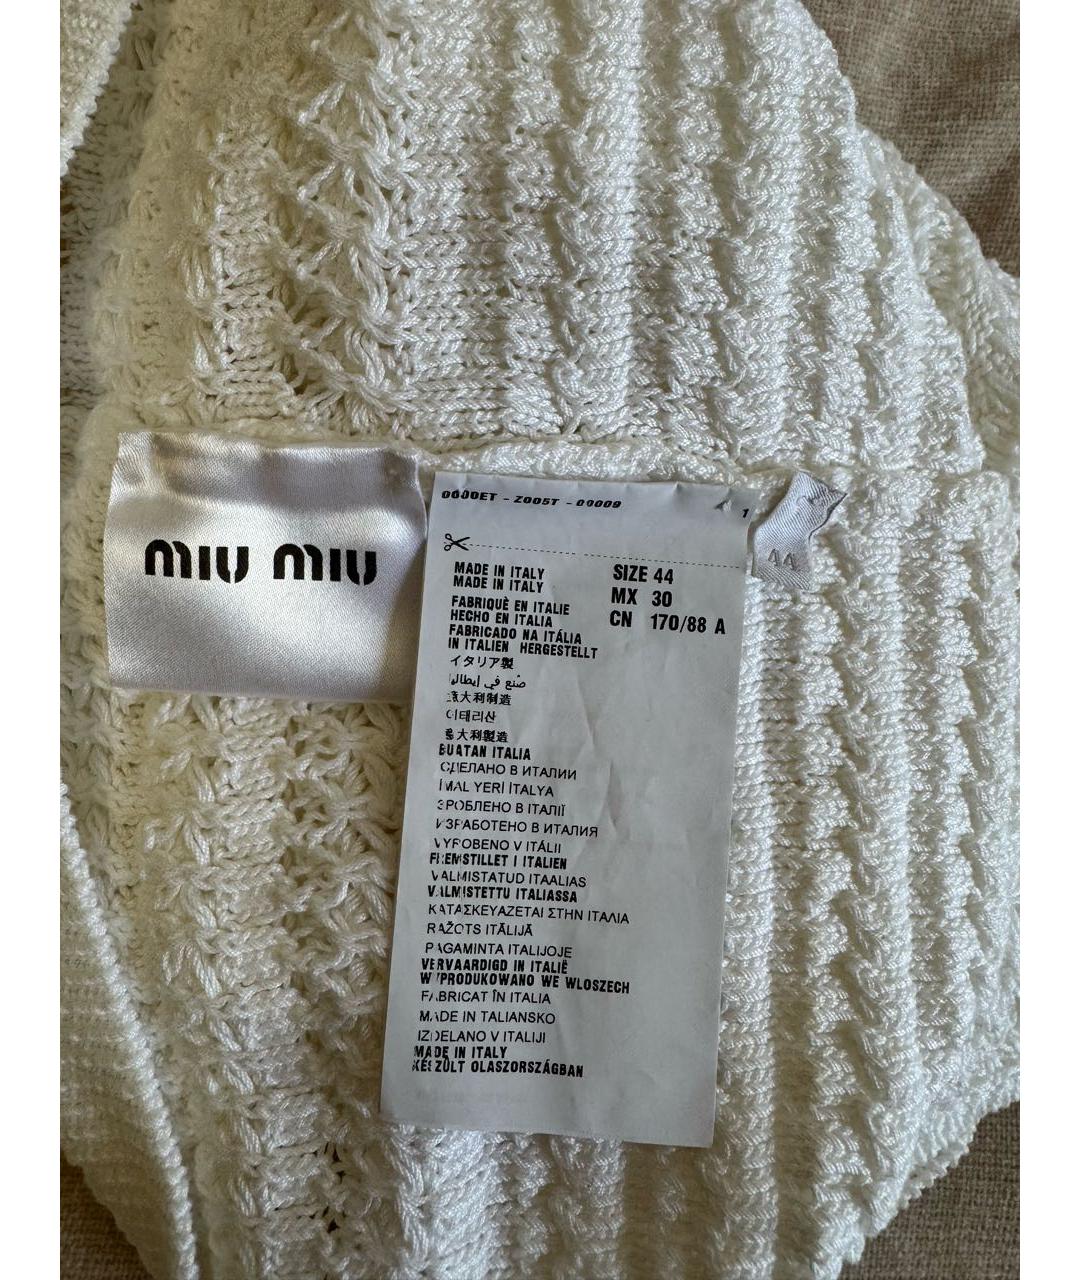 MIU MIU
0600ET - Z005T - 00009
1
44
MADE IN ITALY
MADE IN ITALY
FABRIQUÈ EN ITALIE
HECHO EN ITALIA
FABRICADO NA ITÁLIA
IN ITALIEN HERGESTELLT
SIZE 44
MX 30
CN 170/88 A
イタリア製
صنع في إيطاليا
意大利制造
이태리산
意大利製造
BUATAN ITALIA
СДЕЛАНО В ИТАЛИИ
İMAL YERİ İTALYA
ЗРОБЛЕНО В ІТАЛІЇ
ИЗРАБОТЕНО В ИТАЛИЯ
VYROBENO V ITÁLII
FREMSTILLET I ITALIEN
VALMISTATUD ITAALIAS
VALMISTETTU ITALIASSA
ΚΑΤΑΣΚΕΥΑΖΕΤΑΙ ΣΤΗΝ ΙΤΑΛΙΑ
RAŽOTS ITĀLIJĀ
PAGAMINTA ITALIJOJE
VERVAARDIGD IN ITALIË
WYPRODUKOWANO WE WLOSZECH
FABRICAT ÎN ITALIA
MADE IN TALIANSKO
IZDELANO V ITALIJI
MADE IN ITALY
KÉSZÜLT OLASZORSZÁGBAN